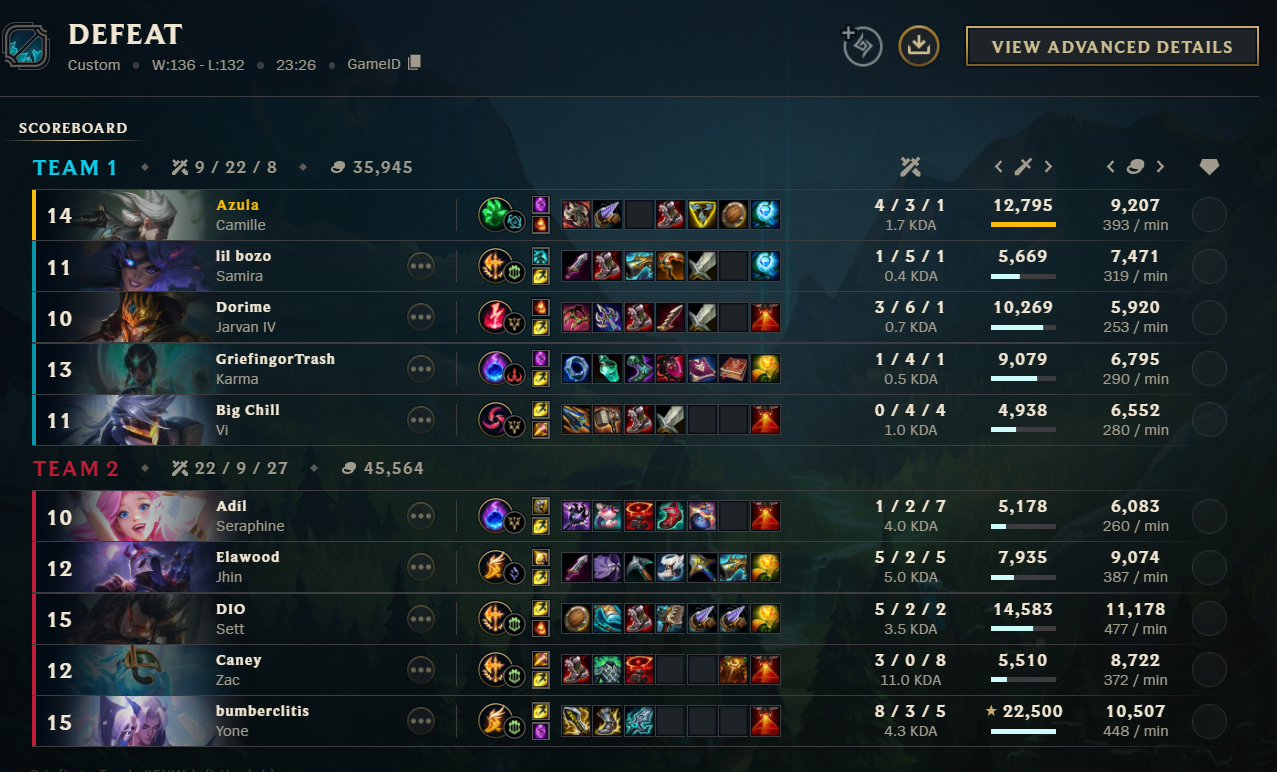 DEFEAT
Custom • W:136 - L:132 • 23:26 • GameID
VIEW ADVANCED DETAILS
SCOREBOARD
TEAM 1 9 / 22 / 8 35,945
14 Azula Camille 4 / 3 / 1 1.7 KDA 12,795 9,207 393 / min
11 lil bozo Samira 1 / 5 / 1 0.4 KDA 5,669 7,471 319 / min
10 Dorime Jarvan IV 3 / 6 / 1 0.7 KDA 10,269 5,920 253 / min
13 GriefingorTrash Karma 1 / 4 / 1 0.5 KDA 9,079 6,795 290 / min
11 Big Chill Vi 0 / 4 / 4 1.0 KDA 4,938 6,552 280 / min
TEAM 2 22 / 9 / 27 45,564
10 Adil Seraphine 1 / 2 / 7 4.0 KDA 5,178 6,083 260 / min
12 Elawood Jhin 5 / 2 / 5 5.0 KDA 7,935 9,074 387 / min
15 DIO Sett 5 / 2 / 2 3.5 KDA 14,583 11,178 477 / min
12 Caney Zac 3 / 0 / 8 11.0 KDA 5,510 8,722 372 / min
15 bumberclitis Yone 8 / 3 / 5 4.3 KDA 22,500 10,507 448 / min